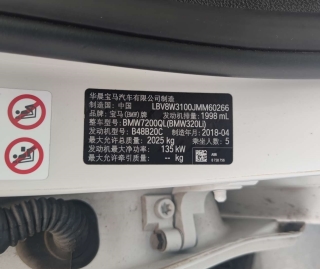 华晨宝马汽车有限公司制造
制造国：中国 LBV8W3100JMM60266
品牌：宝马(BMW)牌 发动机排量：1998 mL
整车型号：BMW7200QL(BMW320Li)
发动机型号：B48B20C 制造年月：2018-04
最大允许总质量：2025 kg 乘坐人数：5
发动机最大净功率：135 kW
最大允许牵引质量：-- kg